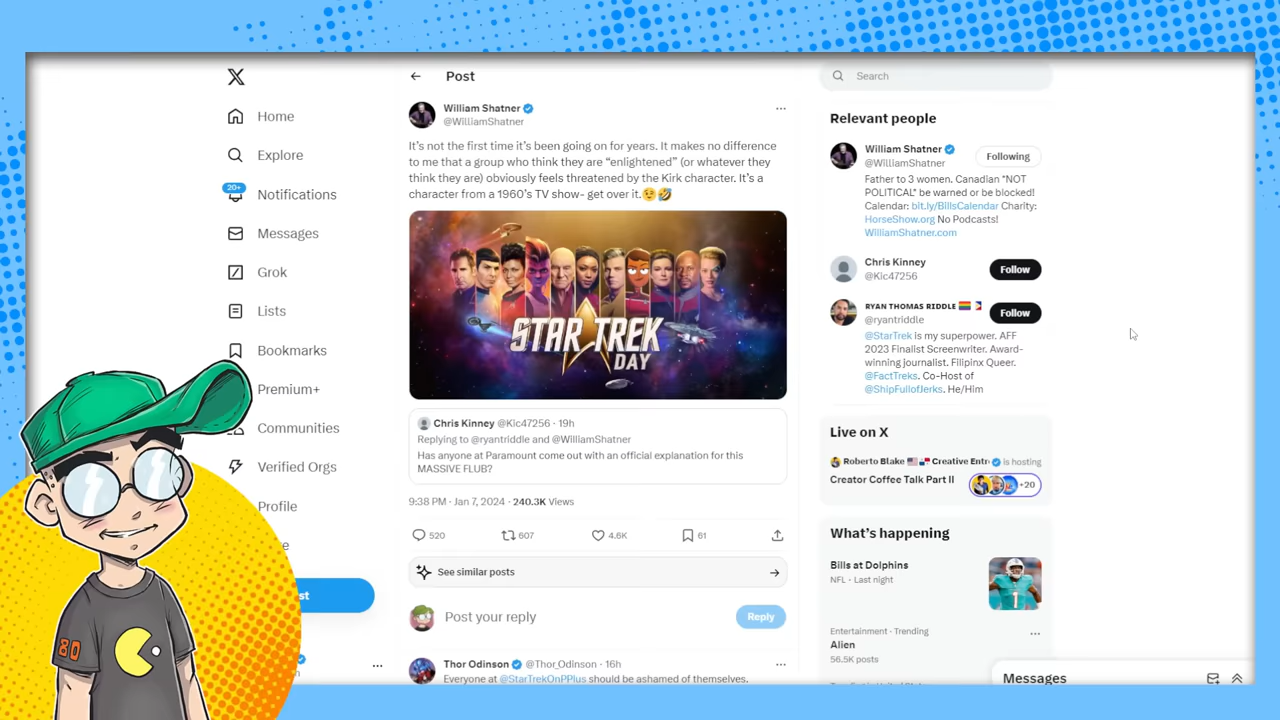 Home
Explore
20+
Notifications
Messages
Grok
Lists
Bookmarks
Premium+
Communities
Verified Orgs
Profile
80
Post
William Shatner
@WilliamShatner
It's not the first time it's been going on for years. It makes no difference
to me that a group who think they are “enlightened” (or whatever they
think they are) obviously feels threatened by the Kirk character. It's a
character from a 1960's TV show- get over it.😉🤣
STAR TREK
DAY
Chris Kinney @Kic47256 · 19h
Replying to @ryantriddle and @WilliamShatner
Has anyone at Paramount come out with an official explanation for this
MASSIVE FLUB?
9:38 PM · Jan 7, 2024 · 240.3K Views
520
607
4.6K
61
See similar posts
Post your reply
Reply
Thor Odinson @Thor_Odinson · 16h
Everyone at @StarTrekOnPPlus should be ashamed of themselves.
Search
Relevant people
William Shatner
@WilliamShatner
Following
Father to 3 women. Canadian “NOT
POLITICAL” be warned or be blocked!
Calendar: bit.ly/BillsCalendar Charity:
HorseShow.org No Podcasts!
WilliamShatner.com
Chris Kinney
@Kic47256
Follow
RYAN THOMAS RIDDLE
@ryantriddle
Follow
@StarTrek is my superpower. AFF
2023 Finalist Screenwriter. Award-
winning journalist. Filipinx Queer.
@FactTreks. Co-Host of
@ShipFullofJerks. He/Him
Live on X
Roberto Blake Creative Entr is hosting
Creator Coffee Talk Part II
+20
What's happening
Bills at Dolphins
NFL · Last night
Entertainment · Trending
Alien
56.5K posts
Messages